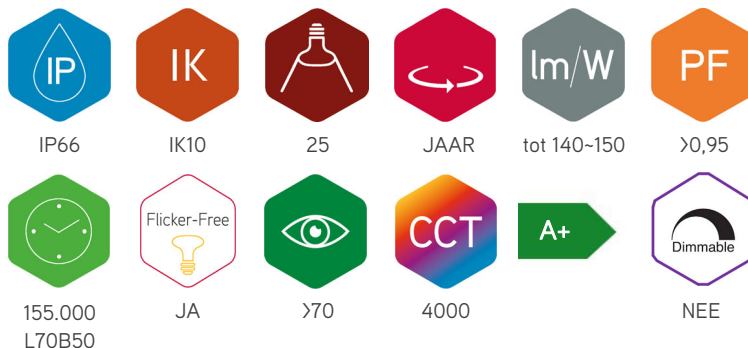 IP
IK
lm/W
PF
IP66
IK10
25
JAAR
tot 140~150
>0,95
Flicker-Free
CCT
A+
Dimmable
155.000
L70B50
JA
>70
4000
NEE